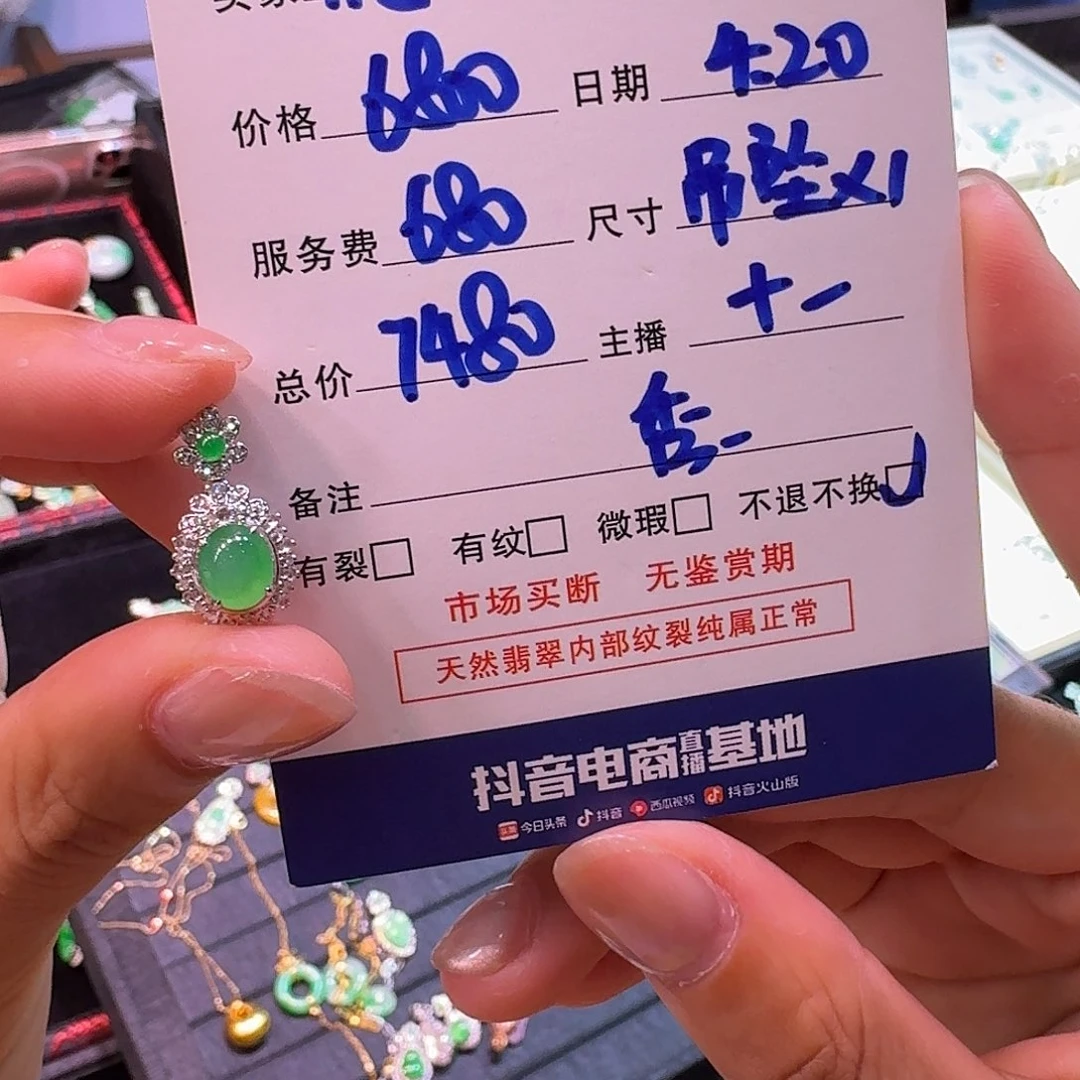 价格 6800 日期 4.20
服务费 680 尺寸 吊坠x1
总价 7480 主播 十一
备注
有裂□ 有纹□ 微瑕□ 不退不换□
市场买断 无鉴赏期
天然翡翠内部纹裂纯属正常
抖音电商直播基地
头条 今日头条 抖音 西瓜视频 抖音火山版